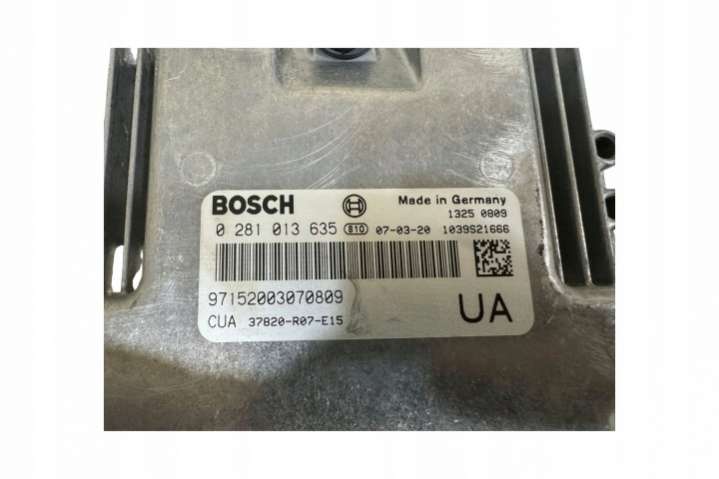 BOSCH Made in Germany
1325 0809
0 281 013 635 810 07-03-20 1039S21666
97152003070809
CUA 37820-R07-E15 UA